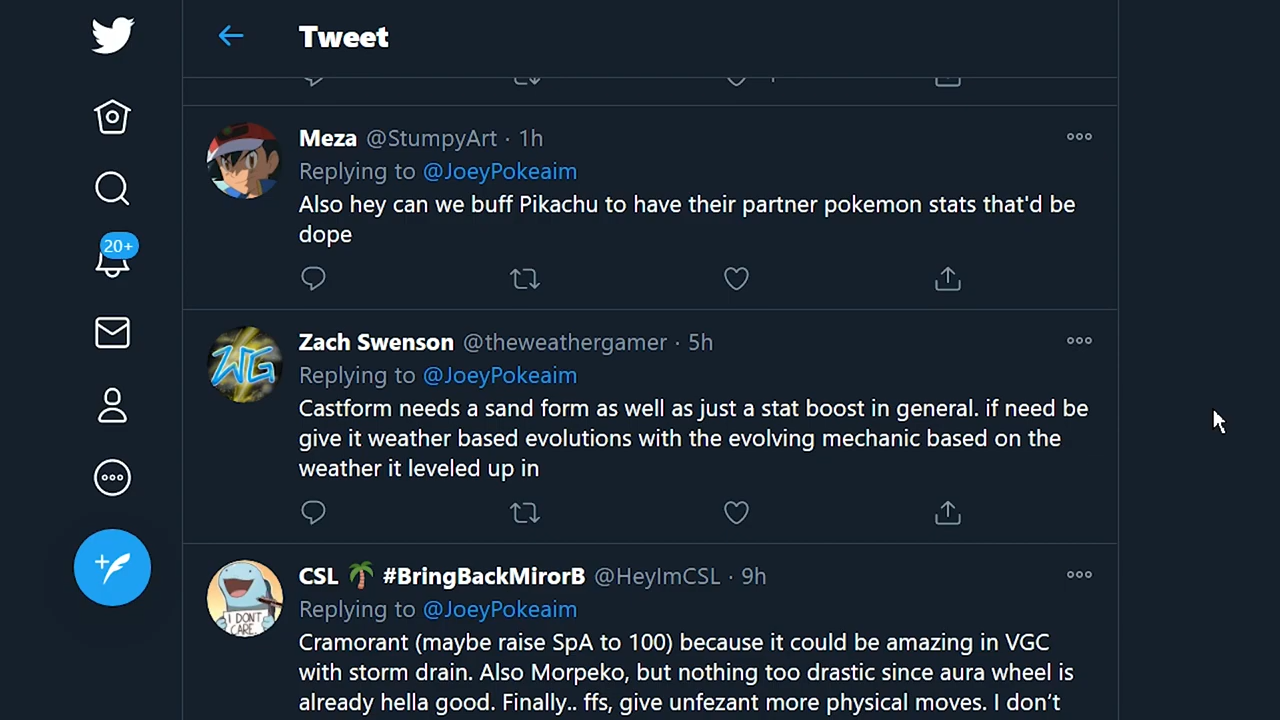 Tweet
Meza @StumpyArt · 1h
Replying to @JoeyPokeaim
Also hey can we buff Pikachu to have their partner pokemon stats that'd be
dope
20+
Zach Swenson @theweathergamer · 5h
Replying to @JoeyPokeaim
WG
Castform needs a sand form as well as just a stat boost in general. if need be
give it weather based evolutions with the evolving mechanic based on the
weather it leveled up in
CSL 🌴 #BringBackMirorB @HeyImCSL · 9h
Replying to @JoeyPokeaim
I DON'T
CARE.
Cramorant (maybe raise SpA to 100) because it could be amazing in VGC
with storm drain. Also Morpeko, but nothing too drastic since aura wheel is
already hella good. Finally.. ffs, give unfezant more physical moves. I don’t